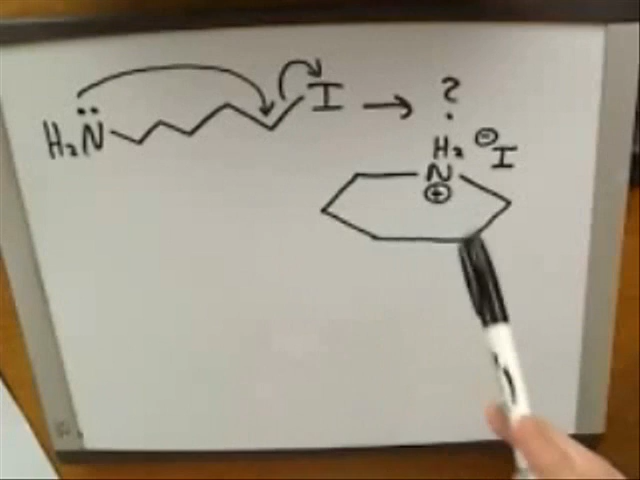 H₂N̈ I → ?
H₂ ⊖ I
N
⊕